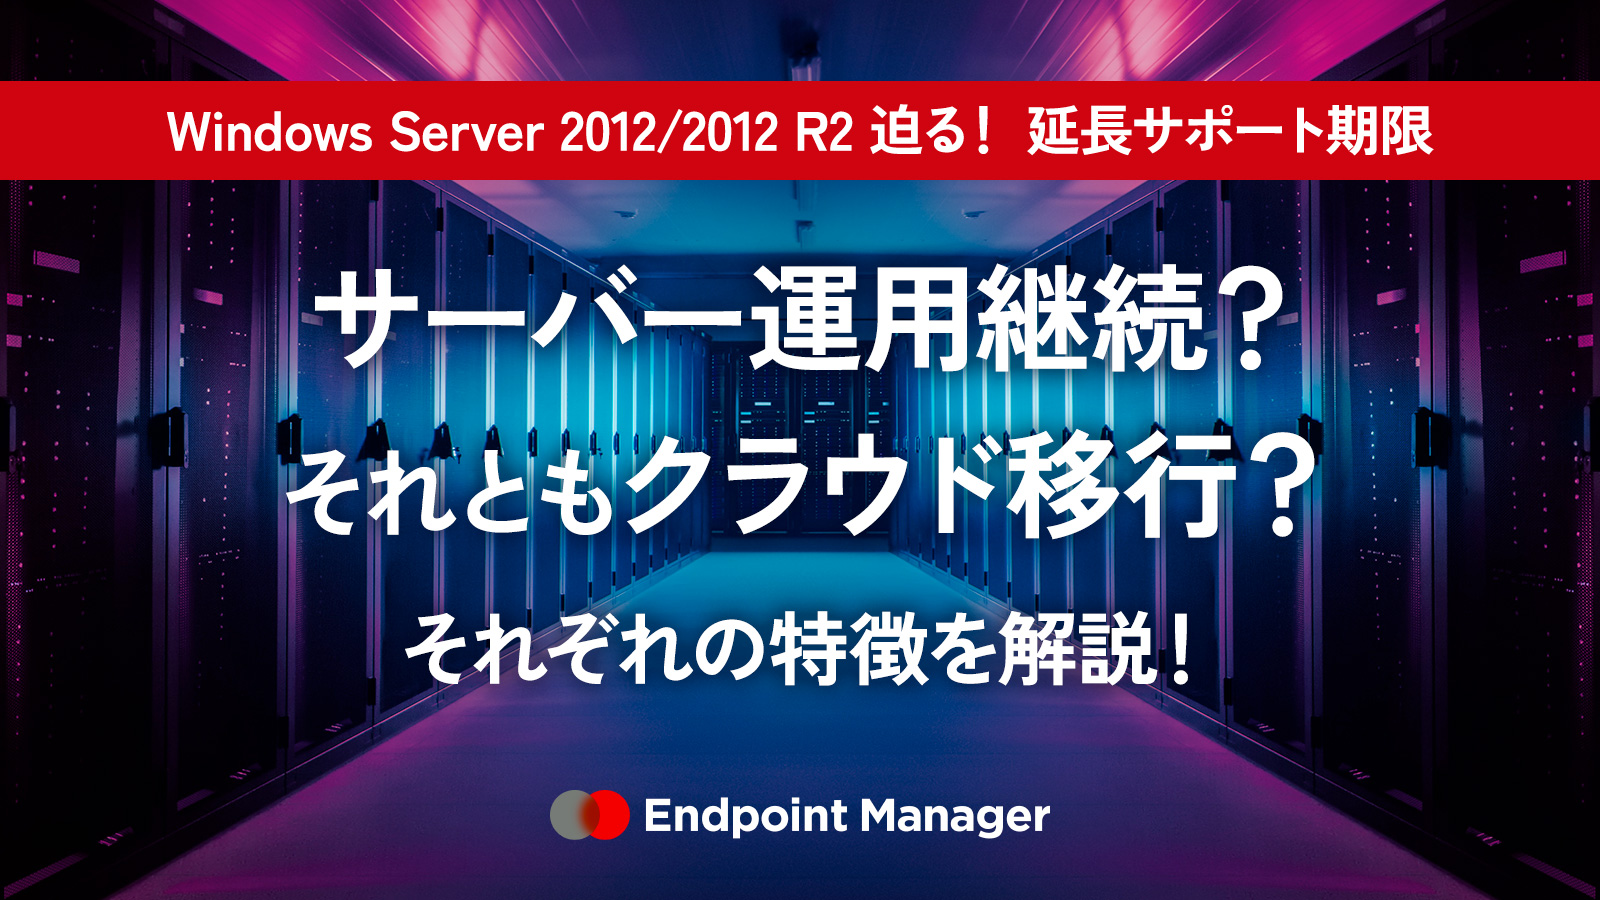 Windows Server 2012/2012 R2 迫る! 延長サポート期限
サーバー運用継続?
それともクラウド移行?
それぞれの特徴を解説!
Endpoint Manager